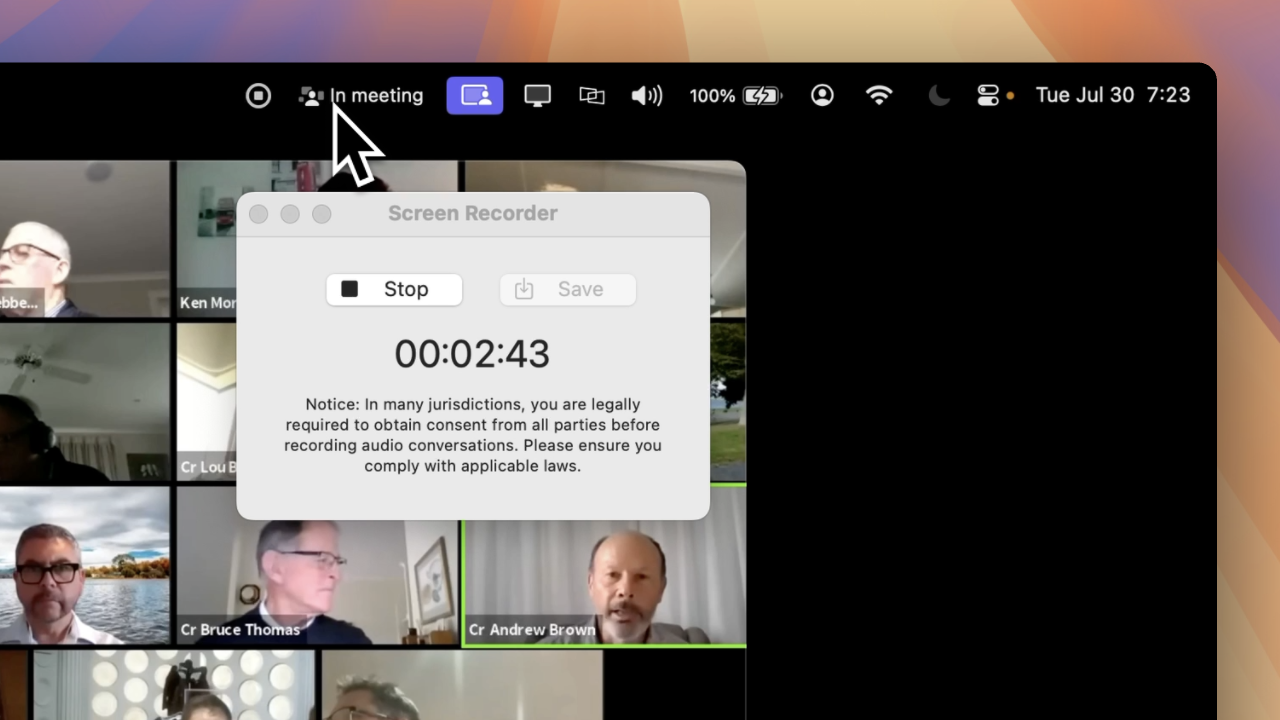 In meeting
100%
Tue Jul 30 7:23
Screen Recorder
Stop
Save
00:02:43
Notice: In many jurisdictions, you are legally
required to obtain consent from all parties before
recording audio conversations. Please ensure you
comply with applicable laws.
ebbe...
Ken Mor
Cr Lou B
Cr Bruce Thomas
Cr Andrew Brown